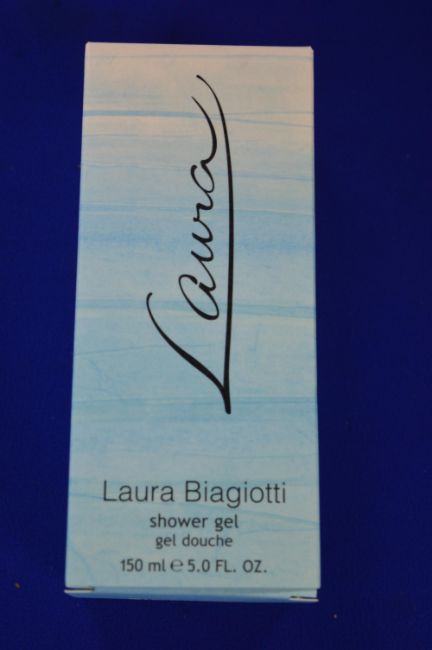 Laura
Laura Biagiotti
shower gel
gel douche
150 ml ℮ 5.0 FL. OZ.